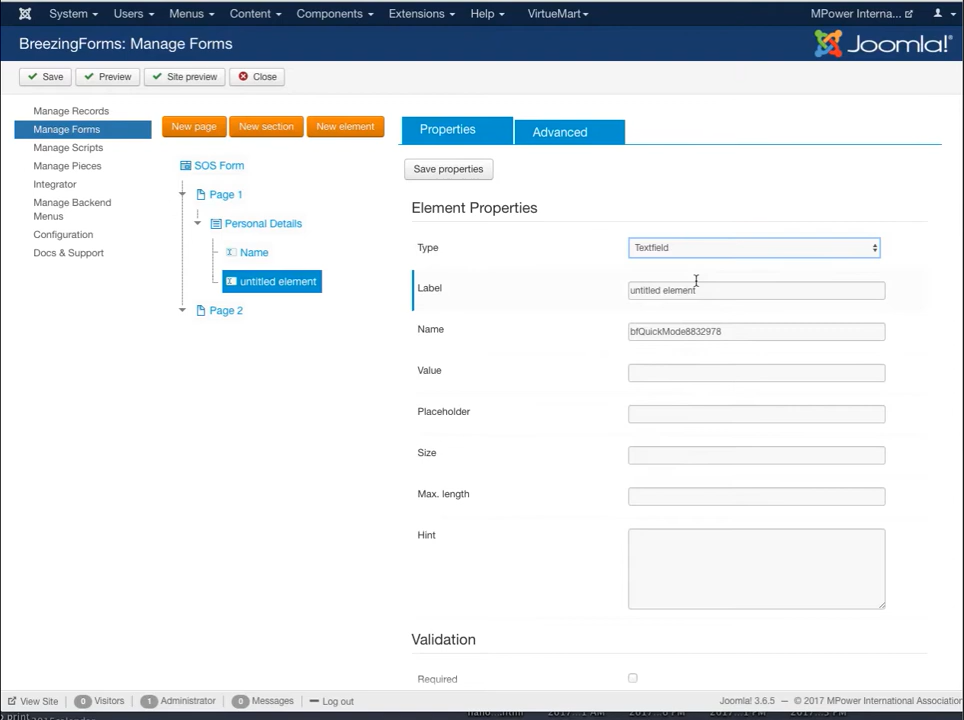 System Users Menus Content Components Extensions Help VirtueMart MPower Interna...
BreezingForms: Manage Forms Joomla!
Save Preview Site preview Close
Manage Records
Manage Forms
Manage Scripts
Manage Pieces
Integrator
Manage Backend
Menus
Configuration
Docs & Support
New page New section New element
SOS Form
Page 1
Personal Details
Name
untitled element
Page 2
Properties Advanced
Save properties
Element Properties
Type Textfield
Label untitled element
Name bfQuickMode8832978
Value
Placeholder
Size
Max. length
Hint
Validation
Required
View Site 0 Visitors 1 Administrator 0 Messages Log out Joomla! 3.6.5 — © 2017 MPower International Association